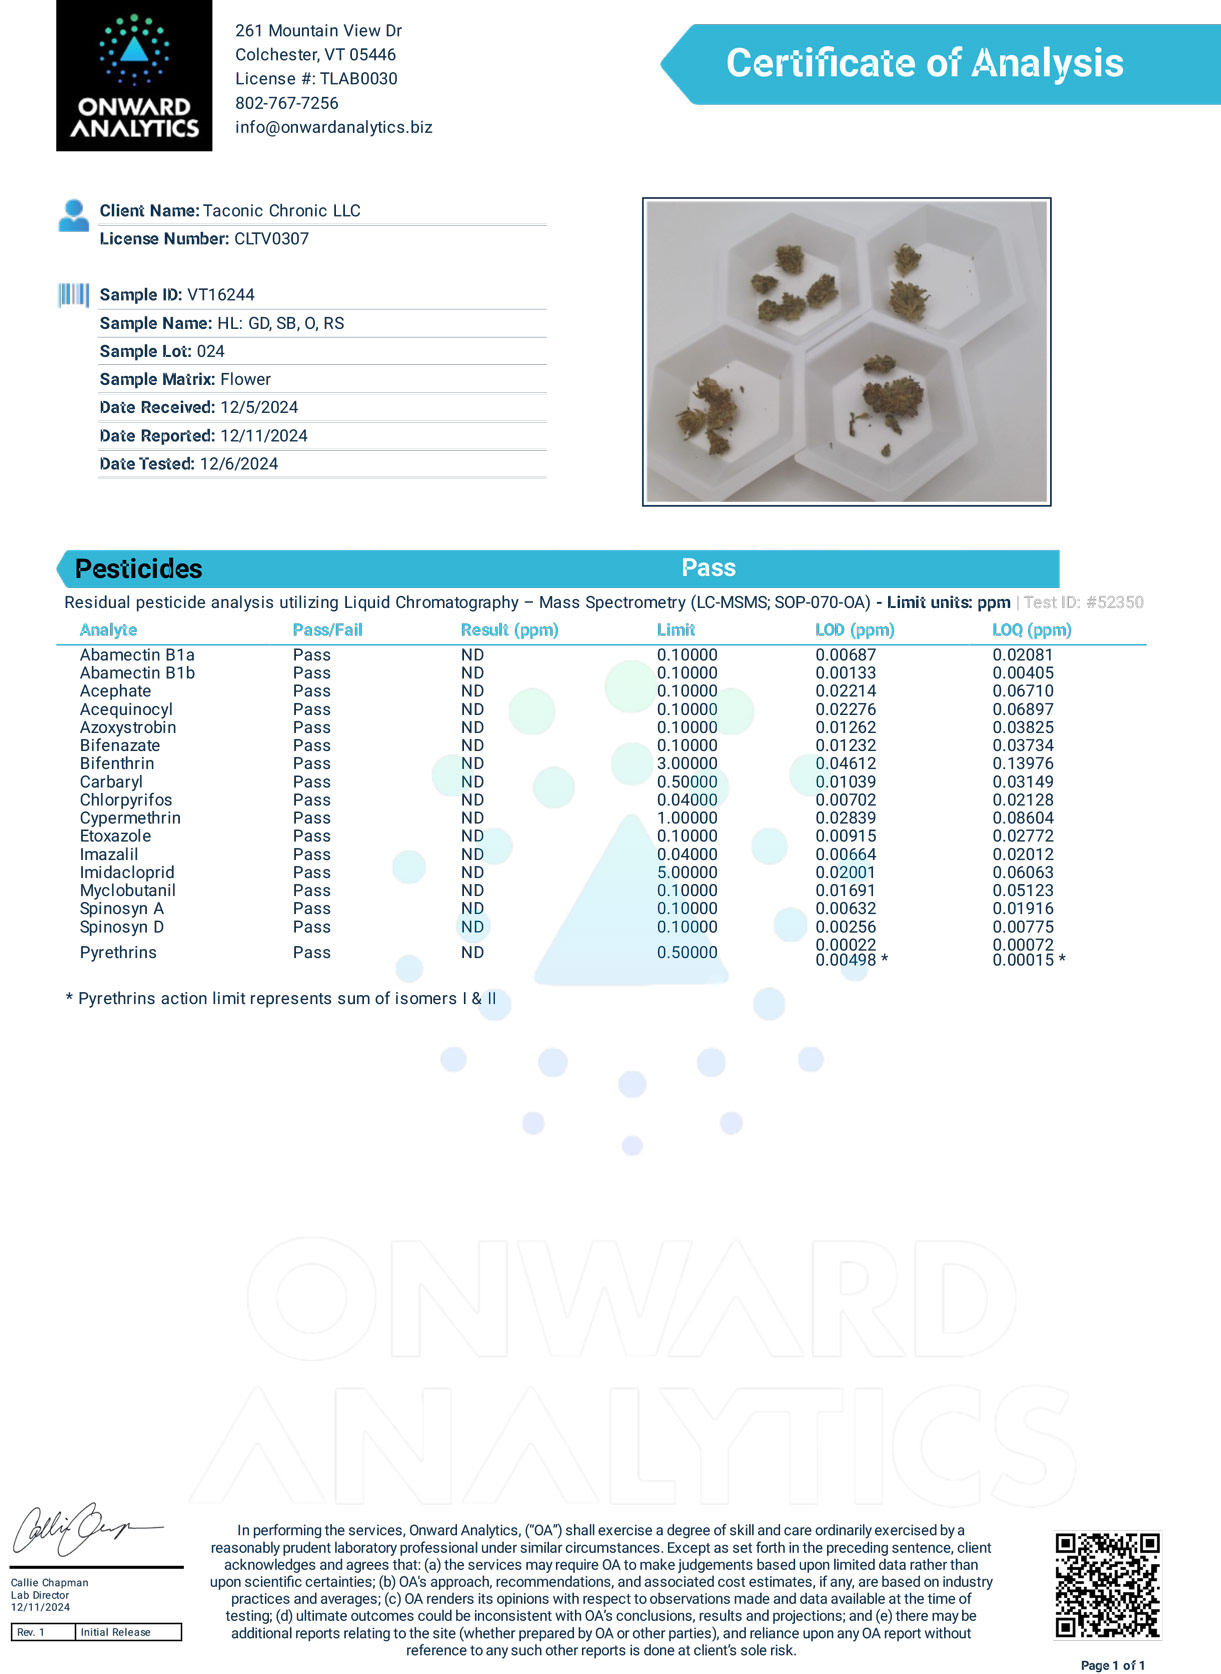 ONWARD
ANALYTICS
261 Mountain View Dr
Colchester, VT 05446
License #: TLAB0030
802-767-7256
info@onwardanalytics.biz
Certificate of Analysis
Client Name: Taconic Chronic LLC
License Number: CLTV0307
Sample ID: VT16244
Sample Name: HL: GD, SB, O, RS
Sample Lot: 024
Sample Matrix: Flower
Date Received: 12/5/2024
Date Reported: 12/11/2024
Date Tested: 12/6/2024
Pesticides Pass
Residual pesticide analysis utilizing Liquid Chromatography – Mass Spectrometry (LC-MSMS; SOP-070-OA) - Limit units: ppm | Test ID: #52350
Analyte Pass/Fail Result (ppm) Limit LOD (ppm) LOQ (ppm)
Abamectin B1a Pass ND 0.10000 0.00687 0.02081
Abamectin B1b Pass ND 0.10000 0.00133 0.00405
Acephate Pass ND 0.10000 0.02214 0.06710
Acequinocyl Pass ND 0.10000 0.02276 0.06897
Azoxystrobin Pass ND 0.10000 0.01262 0.03825
Bifenazate Pass ND 0.10000 0.01232 0.03734
Bifenthrin Pass ND 3.00000 0.04612 0.13976
Carbaryl Pass ND 0.50000 0.01039 0.03149
Chlorpyrifos Pass ND 0.04000 0.00702 0.02128
Cypermethrin Pass ND 1.00000 0.02839 0.08604
Etoxazole Pass ND 0.10000 0.00915 0.02772
Imazalil Pass ND 0.04000 0.00664 0.02012
Imidacloprid Pass ND 5.00000 0.02001 0.06063
Myclobutanil Pass ND 0.10000 0.01691 0.05123
Spinosyn A Pass ND 0.10000 0.00632 0.01916
Spinosyn D Pass ND 0.10000 0.00256 0.00775
Pyrethrins Pass ND 0.50000 0.00022 0.00072
0.00498 * 0.00015 *
* Pyrethrins action limit represents sum of isomers I & II
ONWARD
ANALYTICS
Callie Chapman
Lab Director
12/11/2024
Rev. 1 Initial Release
In performing the services, Onward Analytics, (“OA”) shall exercise a degree of skill and care ordinarily exercised by a
reasonably prudent laboratory professional under similar circumstances. Except as set forth in the preceding sentence, client
acknowledges and agrees that: (a) the services may require OA to make judgements based upon limited data rather than
upon scientific certainties; (b) OA's approach, recommendations, and associated cost estimates, if any, are based on industry
practices and averages; (c) OA renders its opinions with respect to observations made and data available at the time of
testing; (d) ultimate outcomes could be inconsistent with OA's conclusions, results and projections; and (e) there may be
additional reports relating to the site (whether prepared by OA or other parties), and reliance upon any OA report without
reference to any such other reports is done at client's sole risk.
Page 1 of 1